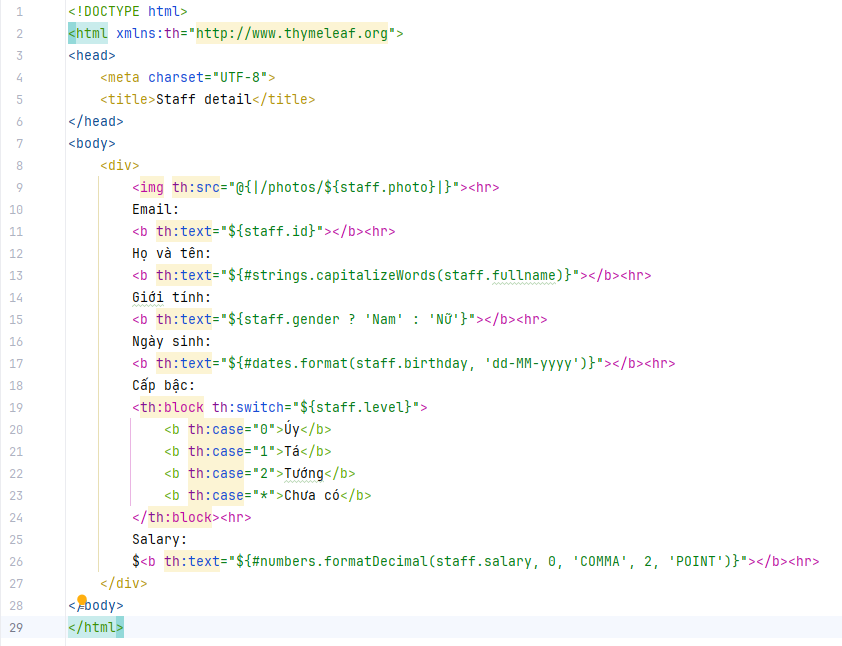 1 <!DOCTYPE html>
2 <html xmlns:th="http://www.thymeleaf.org">
3 <head>
4     <meta charset="UTF-8">
5     <title>Staff detail</title>
6 </head>
7 <body>
8     <div>
9         <img th:src="@{|/photos/${staff.photo}|}"><hr>
10         Email:
11         <b th:text="${staff.id}"></b><hr>
12         Họ và tên:
13         <b th:text="${#strings.capitalizeWords(staff.fullname)}"></b><hr>
14         Giới tính:
15         <b th:text="${staff.gender ? 'Nam' : 'Nữ'}"></b><hr>
16         Ngày sinh:
17         <b th:text="${#dates.format(staff.birthday, 'dd-MM-yyyy')}"></b><hr>
18         Cấp bậc:
19         <th:block th:switch="${staff.level}">
20             <b th:case="0">Úy</b>
21             <b th:case="1">Tá</b>
22             <b th:case="2">Tướng</b>
23             <b th:case="*">Chưa có</b>
24         </th:block><hr>
25         Salary:
26         $<b th:text="${#numbers.formatDecimal(staff.salary, 0, 'COMMA', 2, 'POINT')}"></b><hr>
27     </div>
28 </body>
29 </html>